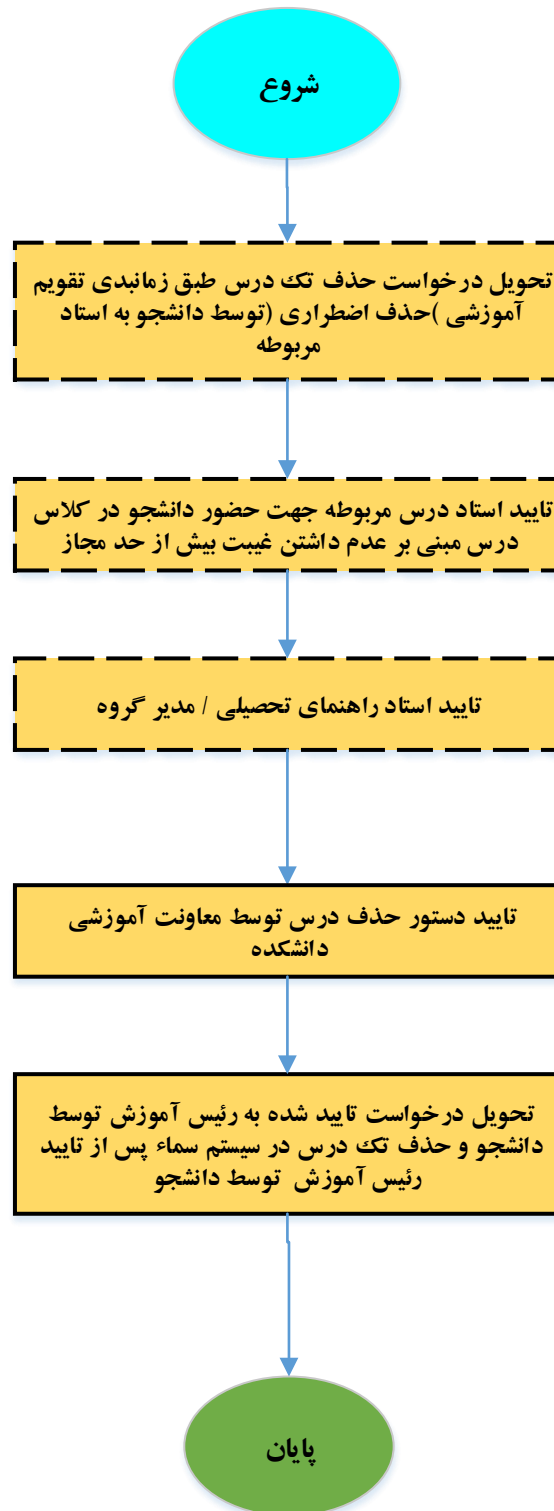 شروع
تحویل درخواست حذف تک درس طبق زمانبدی تقویم
آموزشی )حذف اضطراری (توسط دانشجو به استاد
مربوطه
تایید استاد درس مربوطه جهت حضور دانشجو در کلاس
درس مبنی بر عدم داشتن غیبت بیش از حد مجاز
تایید استاد راهنمای تحصیلی / مدیر گروه
تایید دستور حذف درس توسط معاونت آموزشی
دانشکده
تحویل درخواست تایید شده به رئیس آموزش توسط
دانشجو و حذف تک درس در سیستم سماء پس از تایید
رئیس آموزش توسط دانشجو
پایان